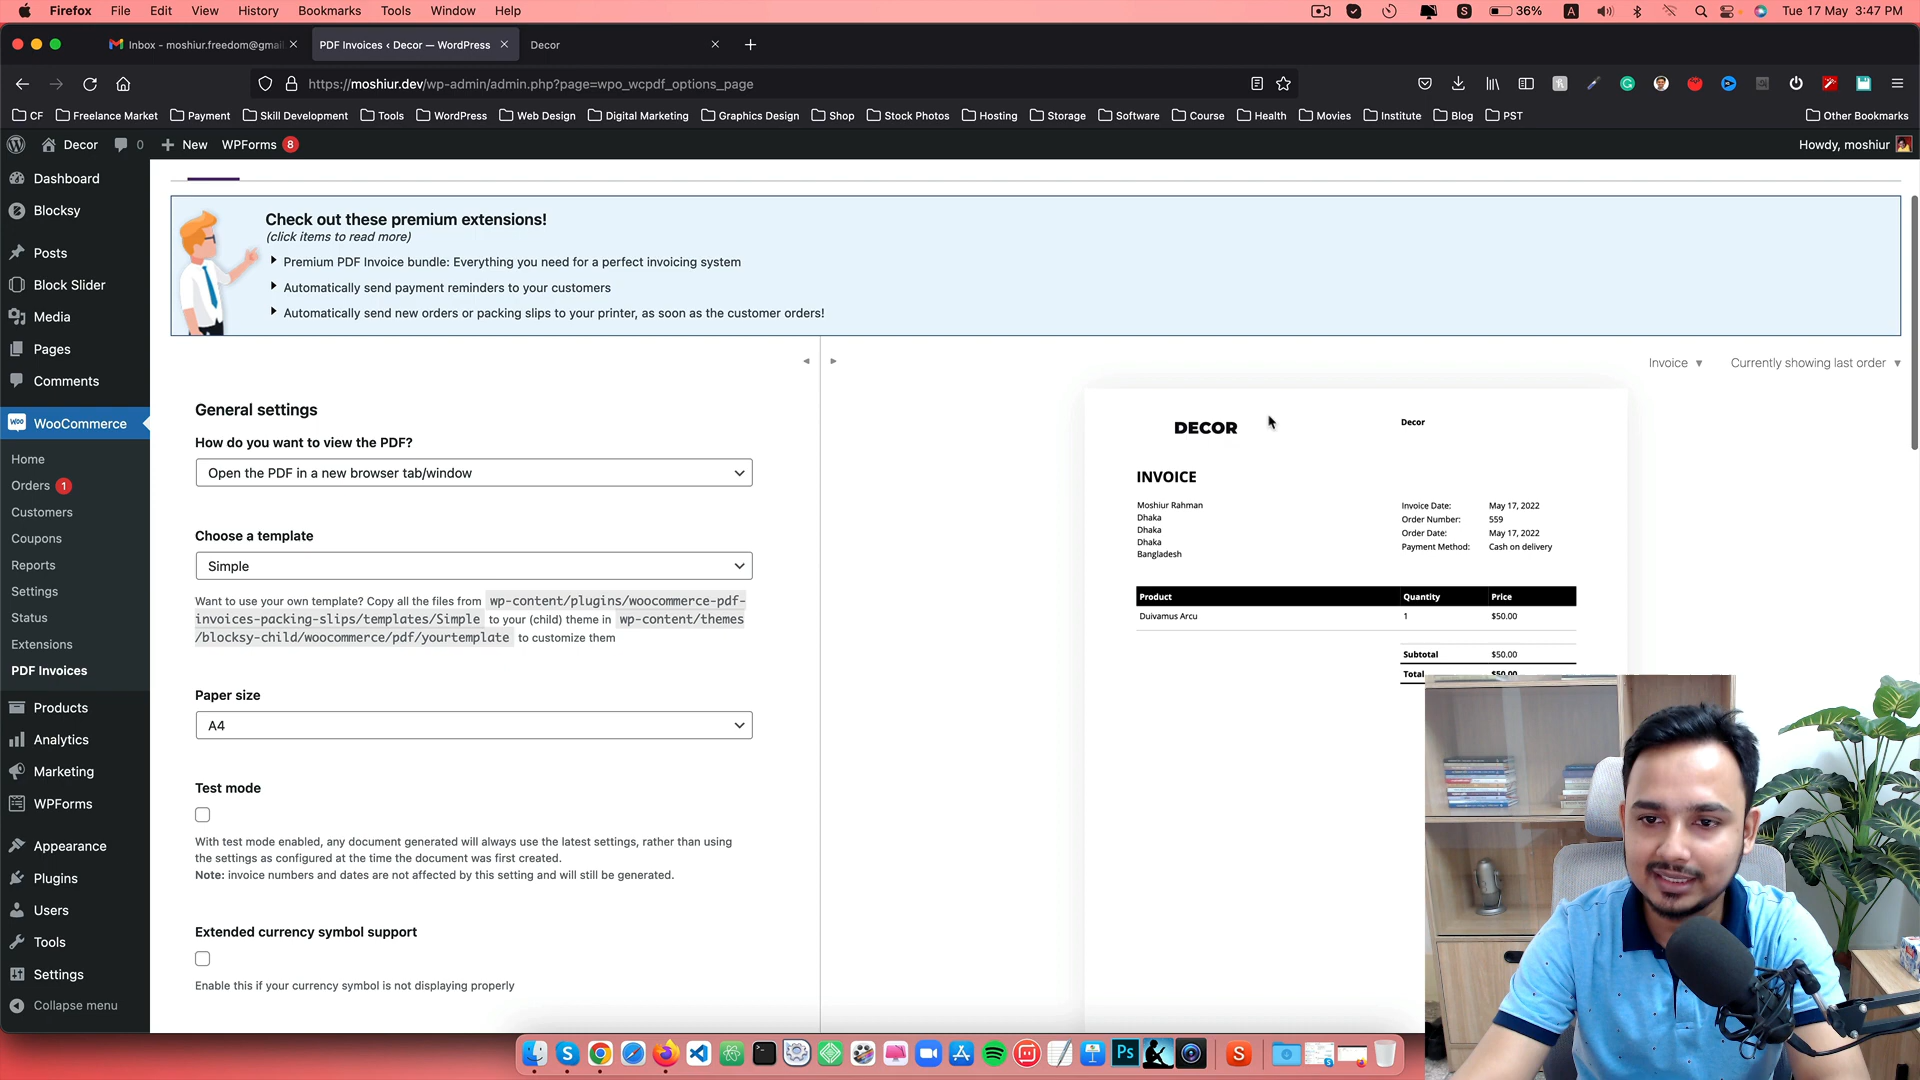 Firefox File Edit View History Bookmarks Tools Window Help
36% A Tue 17 May 3:47 PM
Inbox - moshiur.freedom@gmai
PDF Invoices ‹ Decor — WordPress
Decor
https://moshiur.dev/wp-admin/admin.php?page=wpo_wcpdf_options_page
CF Freelance Market Payment Skill Development Tools WordPress Web Design Digital Marketing Graphics Design Shop Stock Photos Hosting Storage Software Course Health Movies Institute Blog PST Other Bookmarks
Decor 0 New WPForms 8 Howdy, moshiur
Dashboard
Blocksy
Posts
Block Slider
Media
Pages
Comments
WooCommerce
Home
Orders 1
Customers
Coupons
Reports
Settings
Status
Extensions
PDF Invoices
Products
Analytics
Marketing
WPForms
Appearance
Plugins
Users
Tools
Settings
Collapse menu
Check out these premium extensions!
(click items to read more)
Premium PDF Invoice bundle: Everything you need for a perfect invoicing system
Automatically send payment reminders to your customers
Automatically send new orders or packing slips to your printer, as soon as the customer orders!
General settings
How do you want to view the PDF?
Open the PDF in a new browser tab/window
Choose a template
Simple
Want to use your own template? Copy all the files from wp-content/plugins/woocommerce-pdf-
invoices-packing-slips/templates/Simple to your (child) theme in wp-content/themes
/blocksy-child/woocommerce/pdf/yourtemplate to customize them
Paper size
A4
Test mode
With test mode enabled, any document generated will always use the latest settings, rather than using
the settings as configured at the time the document was first created.
Note: invoice numbers and dates are not affected by this setting and will still be generated.
Extended currency symbol support
Enable this if your currency symbol is not displaying properly
Invoice Currently showing last order
DECOR Decor
INVOICE
Moshiur Rahman
Dhaka
Dhaka
Dhaka
Bangladesh
Invoice Date: May 17, 2022
Order Number: 559
Order Date: May 17, 2022
Payment Method: Cash on delivery
Product Quantity Price
Duivamus Arcu 1 $50.00
Subtotal $50.00
Total $50.00
Ps